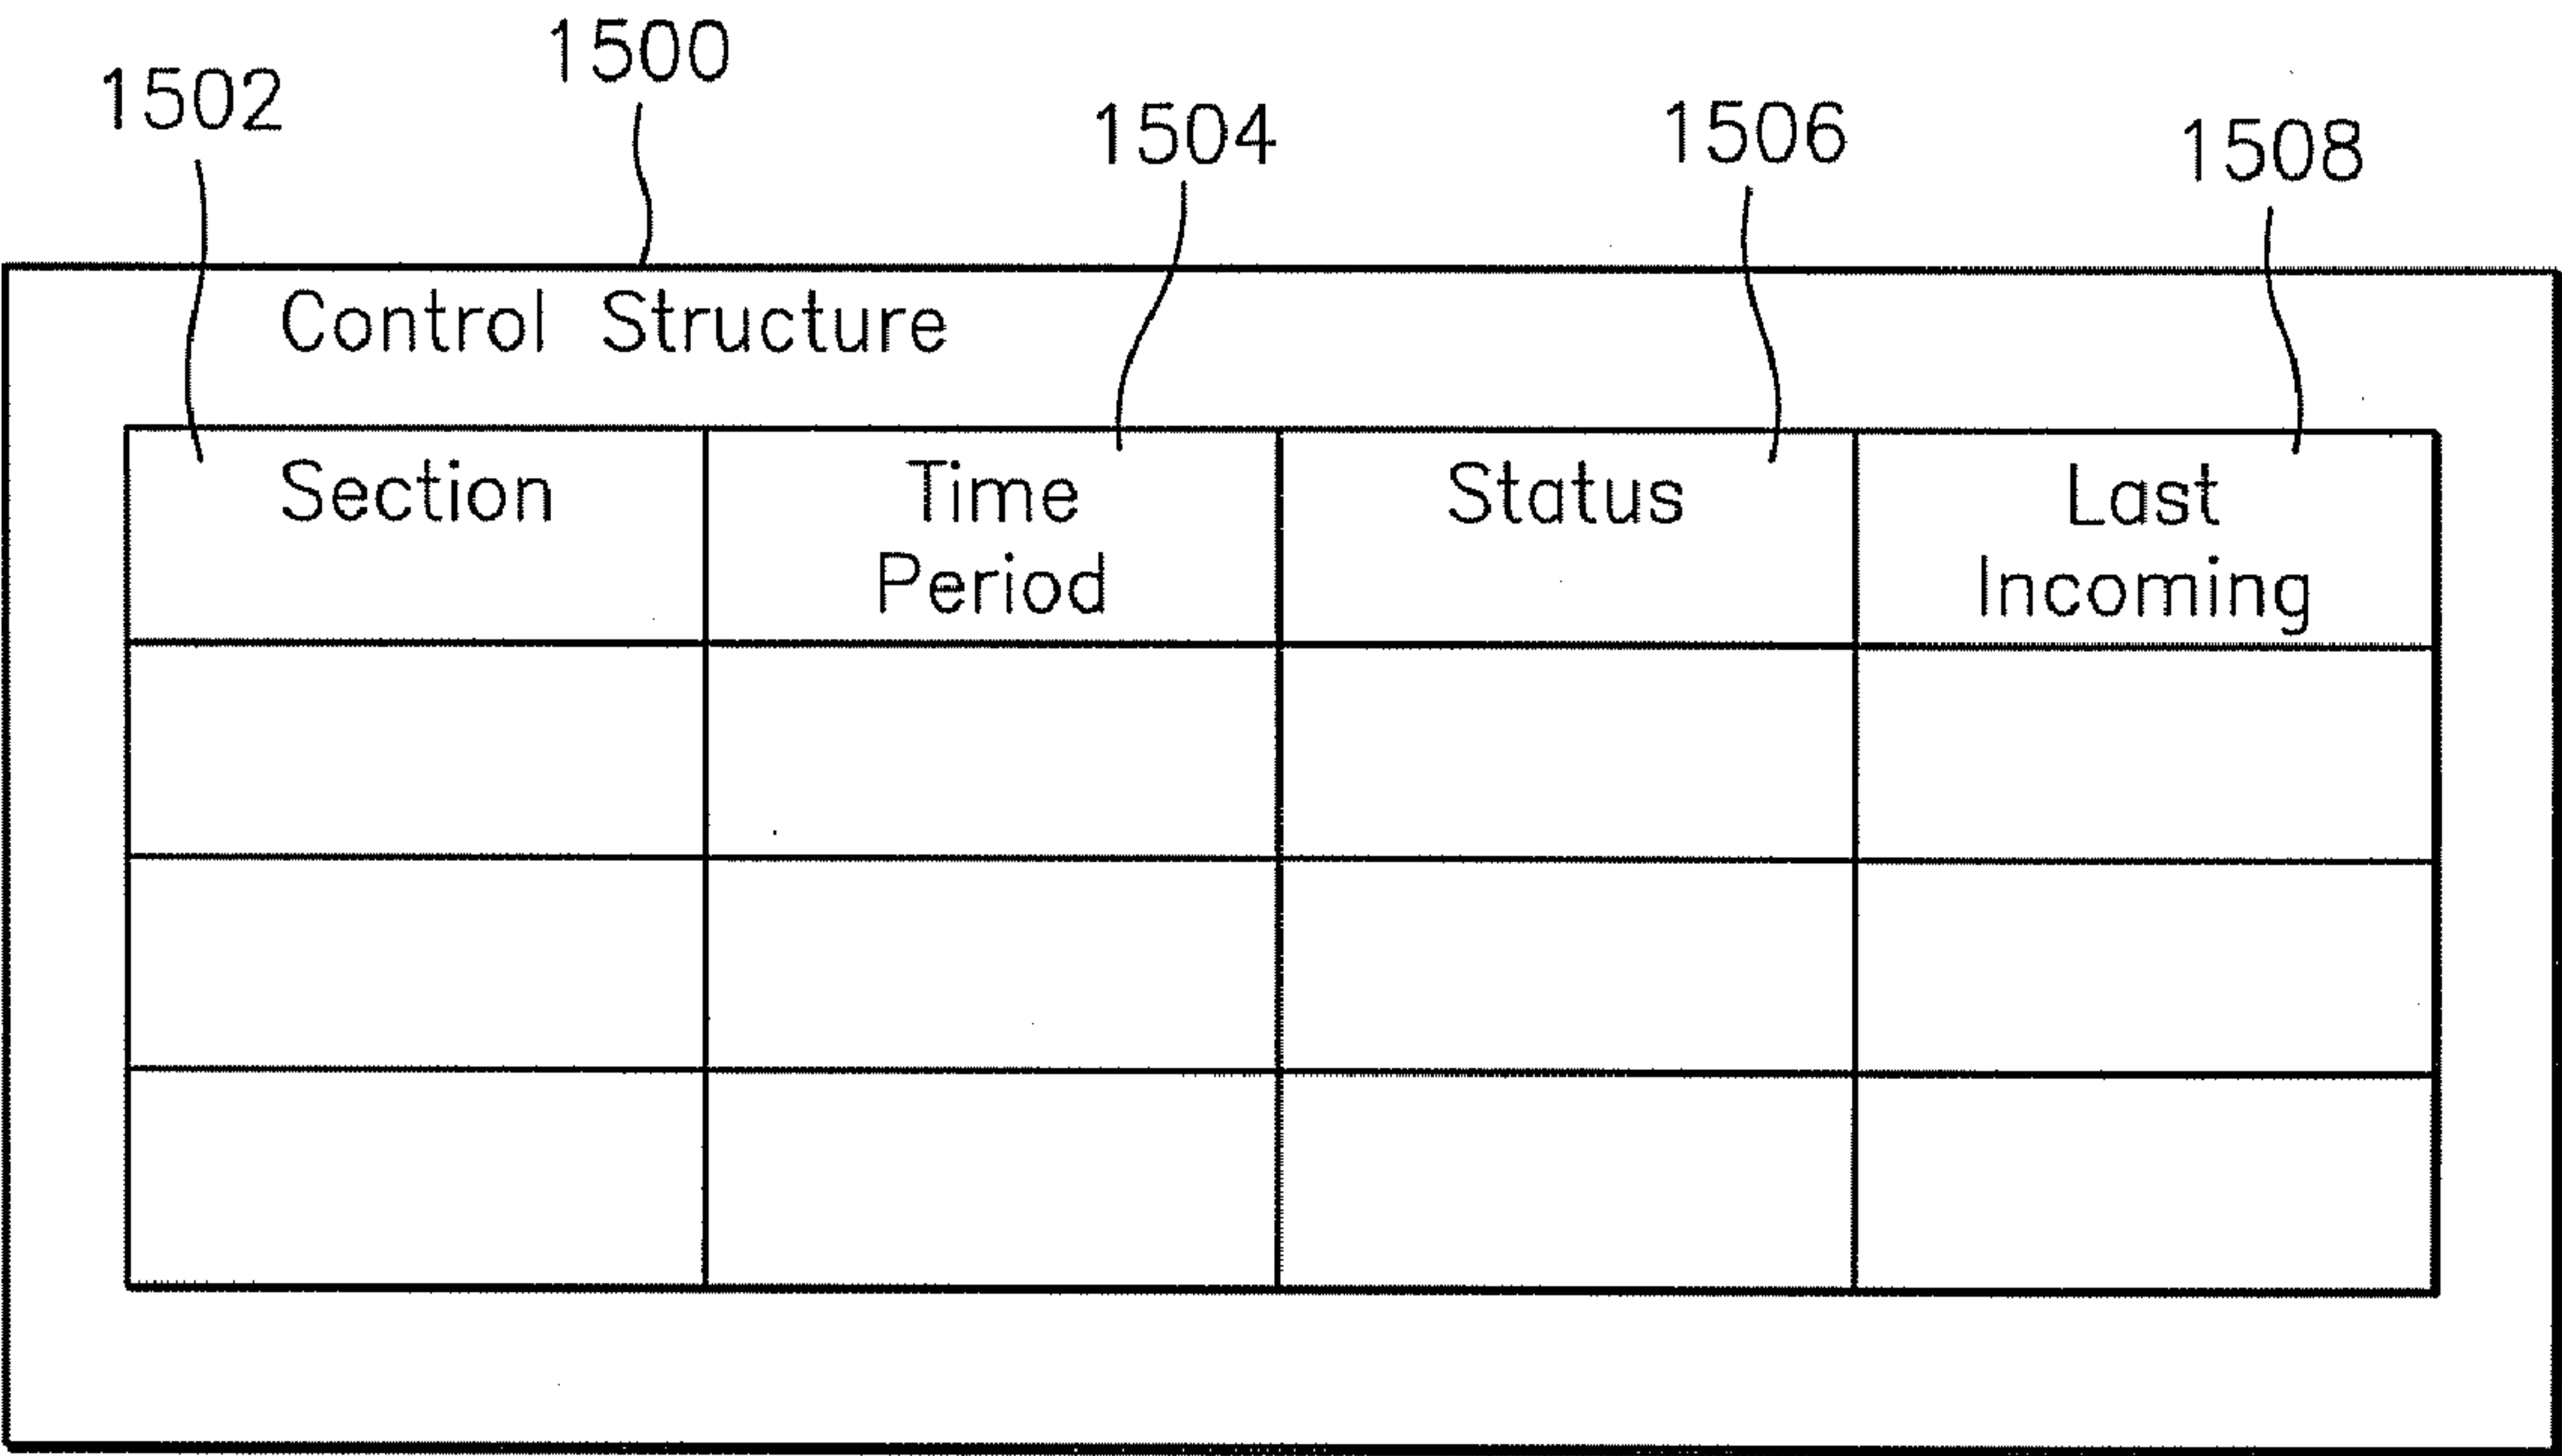 1500
1502
1504
1506
1508
Control Structure
Section
Time
Period
Status
Last
Incoming